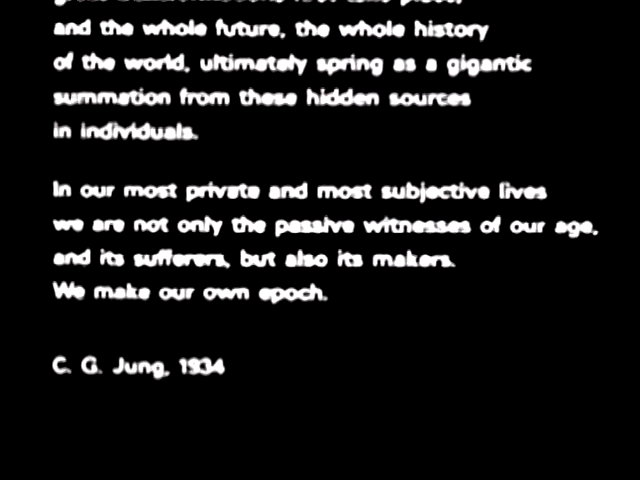 and the whole future, the whole history
of the world, ultimately spring as a gigantic
summation from these hidden sources
in individuals.
In our most private and most subjective lives
we are not only the passive witnesses of our age,
and its sufferers, but also its makers.
We make our own epoch.
C. G. Jung, 1934